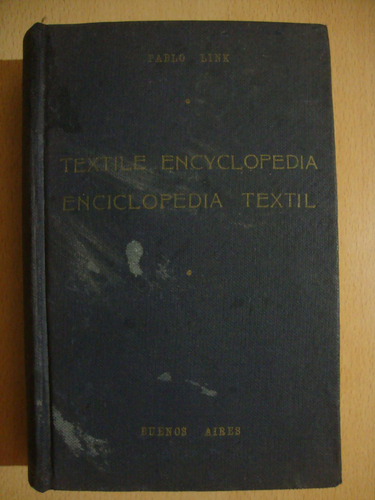 PABLO LINK
TEXTILE ENCYCLOPEDIA
ENCICLOPEDIA TEXTIL
BUENOS AIRES